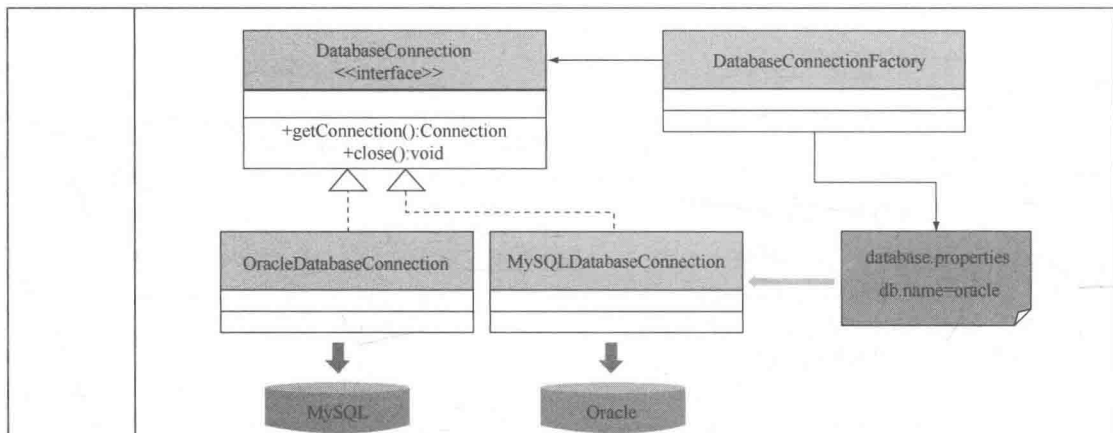 DatabaseConnection
<<interface>>
+getConnection():Connection
+close():void
DatabaseConnectionFactory
OracleDatabaseConnection
MySQLDatabaseConnection
database.properties
db.name=oracle
MySQL
Oracle